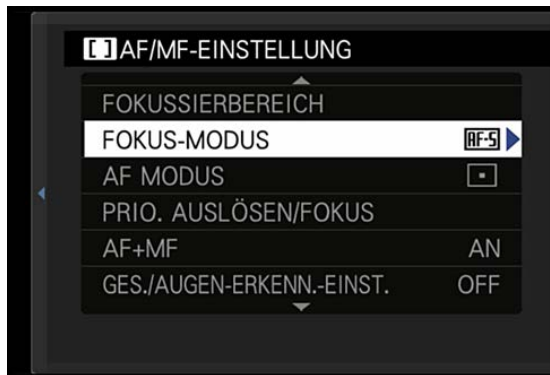 AF/MF-EINSTELLUNG
FOKUSSIERBEREICH
FOKUS-MODUS AF-S
AF MODUS
PRIO. AUSLÖSEN/FOKUS
AF+MF AN
GES./AUGEN-ERKENN.-EINST. OFF